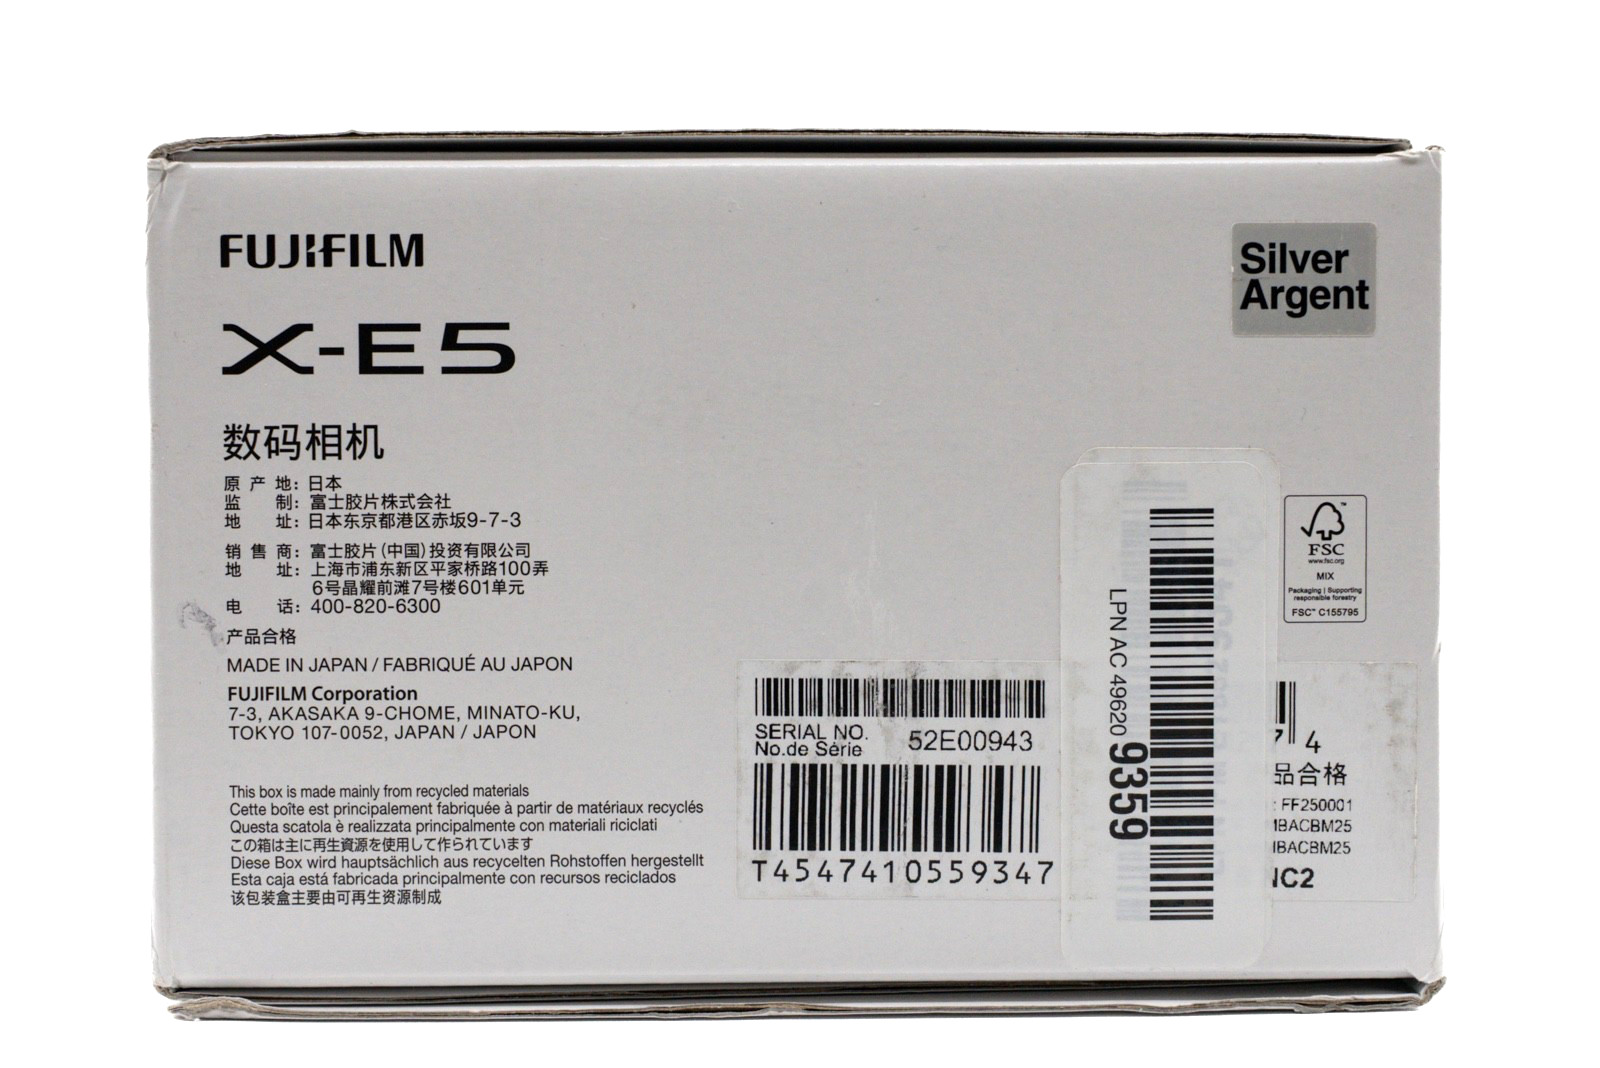 FUJIFILM
X-E5
Silver
Argent
数码相机
原产地：日本
监制：富士胶片株式会社
地址：日本东京都港区赤坂9-7-3
销售商：富士胶片(中国)投资有限公司
地址：上海市浦东新区平家桥路100弄
6号晶耀前滩7号楼601单元
电话：400-820-6300
产品合格
MADE IN JAPAN / FABRIQUÉ AU JAPON
FUJIFILM Corporation
7-3, AKASAKA 9-CHOME, MINATO-KU,
TOKYO 107-0052, JAPAN / JAPON
This box is made mainly from recycled materials
Cette boîte est principalement fabriquée à partir de matériaux recyclés
Questa scatola è realizzata principalmente con materiali riciclati
この箱は主に再生資源を使用して作られています
Diese Box wird hauptsächlich aus recycelten Rohstoffen hergestellt
Esta caja está fabricada principalmente con recursos reciclados
该包装盒主要由可再生资源制成
SERIAL NO.
No.de Série
52E00943
T4547410559347
LPN AC 49620 9359
FSC
www.fsc.org
MIX
Packaging | Supporting
responsible forestry
FSC™ C155795
7 4
品合格
: FF250001
MBACBM25
MBACBM25
NC2